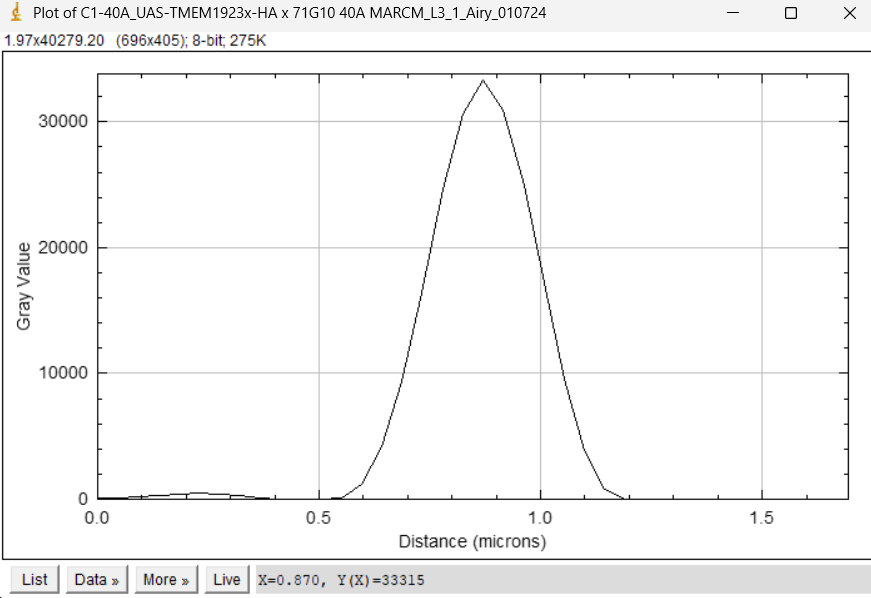 Plot of C1-40A_UAS-TMEM1923x-HA x 71G10 40A MARCM_L3_1_Airy_010724
1.97x40279.20 (696x405); 8-bit; 275K
30000
20000
10000
0
Gray Value
0.0 0.5 1.0 1.5
Distance (microns)
List Data » More » Live X=0.870, Y(X)=33315